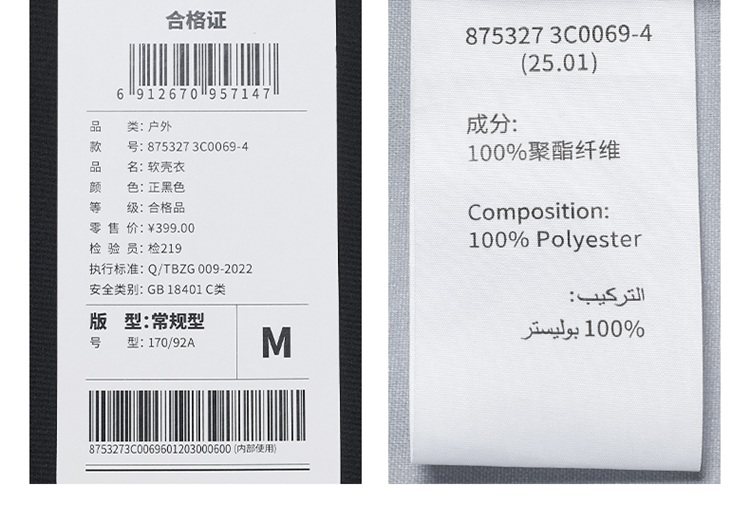 合格证
6 912670 957147
品 类: 户外
款 号: 875327 3C0069-4
品 名: 软壳衣
颜 色: 正黑色
等 级: 合格品
零 售 价: ¥399.00
检 验 员: 检219
执行标准: Q/TBZG 009-2022
安全类别: GB 18401 C类
版 型: 常规型
号 型: 170/92A
M
8753273C0069601203000600 (内部使用)
875327 3C0069-4
(25.01)
成分:
100%聚酯纤维
Composition:
100% Polyester
التركيب:
100% بوليستر